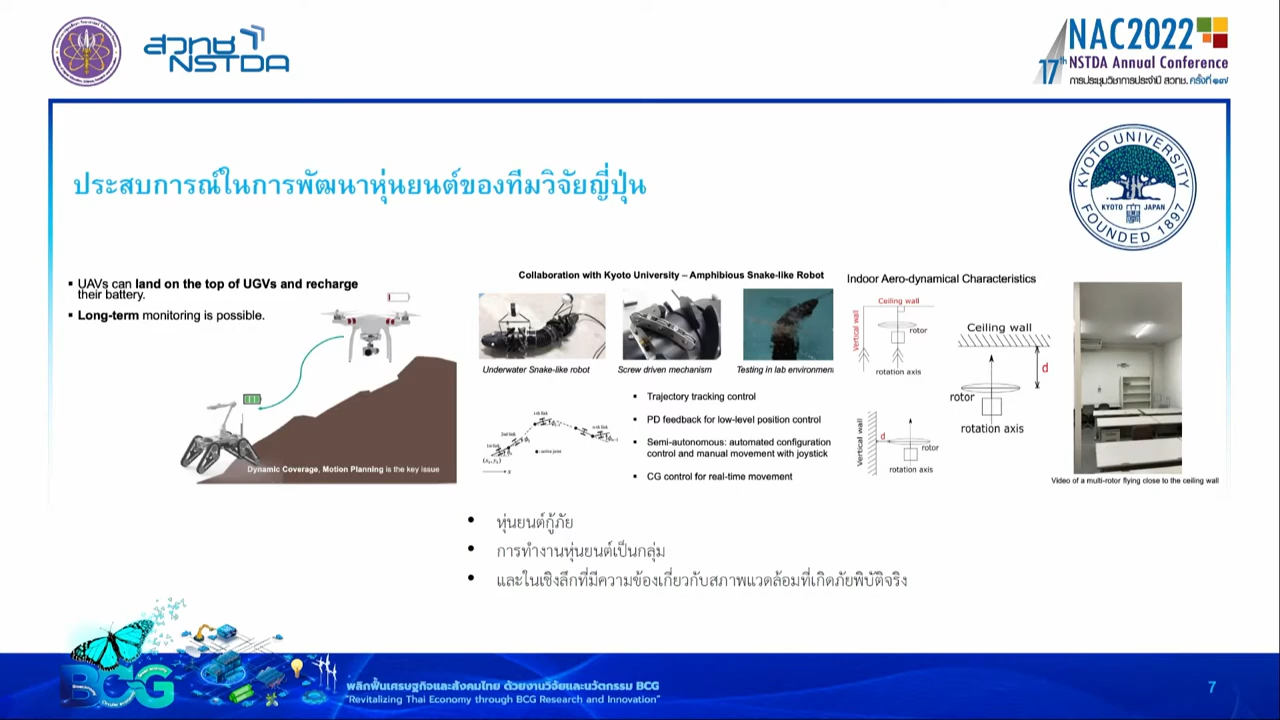 สวทช
NSTDA
NAC2022
17th NSTDA Annual Conference
การประชุมวิชาการประจำปี สวทช. ครั้งที่ ๑๗
KYOTO UNIVERSITY
KYOTO JAPAN
FOUNDED 1897
ประสบการณ์ในการพัฒนาหุ่นยนต์ของทีมวิจัยญี่ปุ่น
▪ UAVs can land on the top of UGVs and recharge
their battery.
▪ Long-term monitoring is possible.
Dynamic Coverage, Motion Planning is the key issue
Collaboration with Kyoto University – Amphibious Snake-like Robot
Underwater Snake-like robot
Screw driven mechanism
Testing in lab environment
▪ Trajectory tracking control
▪ PD feedback for low-level position control
▪ Semi-autonomous: automated configuration
control and manual movement with joystick
▪ CG control for real-time movement
Indoor Aero-dynamical Characteristics
Ceiling wall
Vertical wall
rotor
rotation axis
Ceiling wall
d
rotor
rotation axis
Vertical wall
d
rotor
rotation axis
Video of a multi-rotor flying close to the ceiling wall
• หุ่นยนต์กู้ภัย
• การทำงานหุ่นยนต์เป็นกลุ่ม
• และในเชิงลึกที่มีความข้องเกี่ยวกับสภาพแวดล้อมที่เกิดภัยพิบัติจริง
BCG
พลิกฟื้นเศรษฐกิจและสังคมไทย ด้วยงานวิจัยและนวัตกรรม BCG
"Revitalizing Thai Economy through BCG Research and Innovation"
7